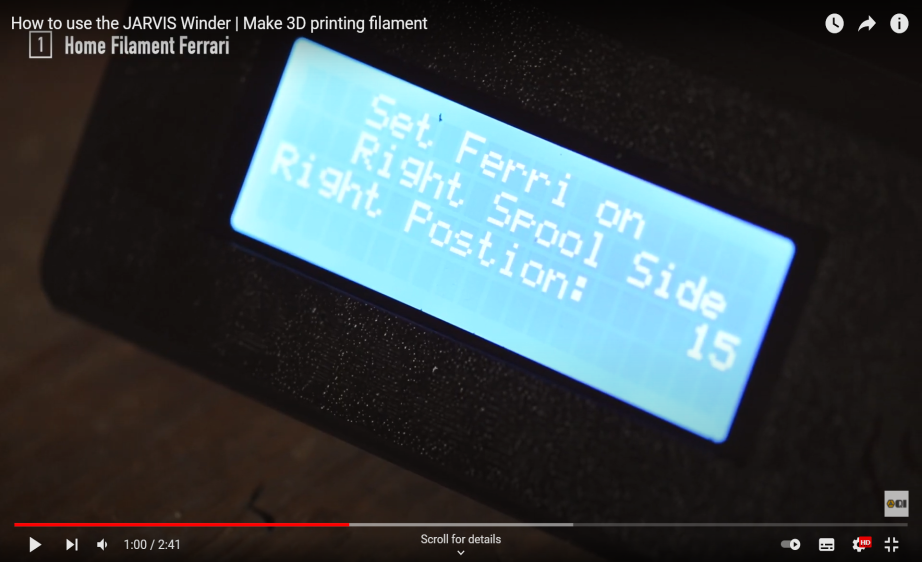 How to use the JARVIS Winder | Make 3D printing filament
1 Home Filament Ferrari
Set Ferri on
Right Spool Side
Right Postion:
15
1:00 / 2:41
Scroll for details
HD